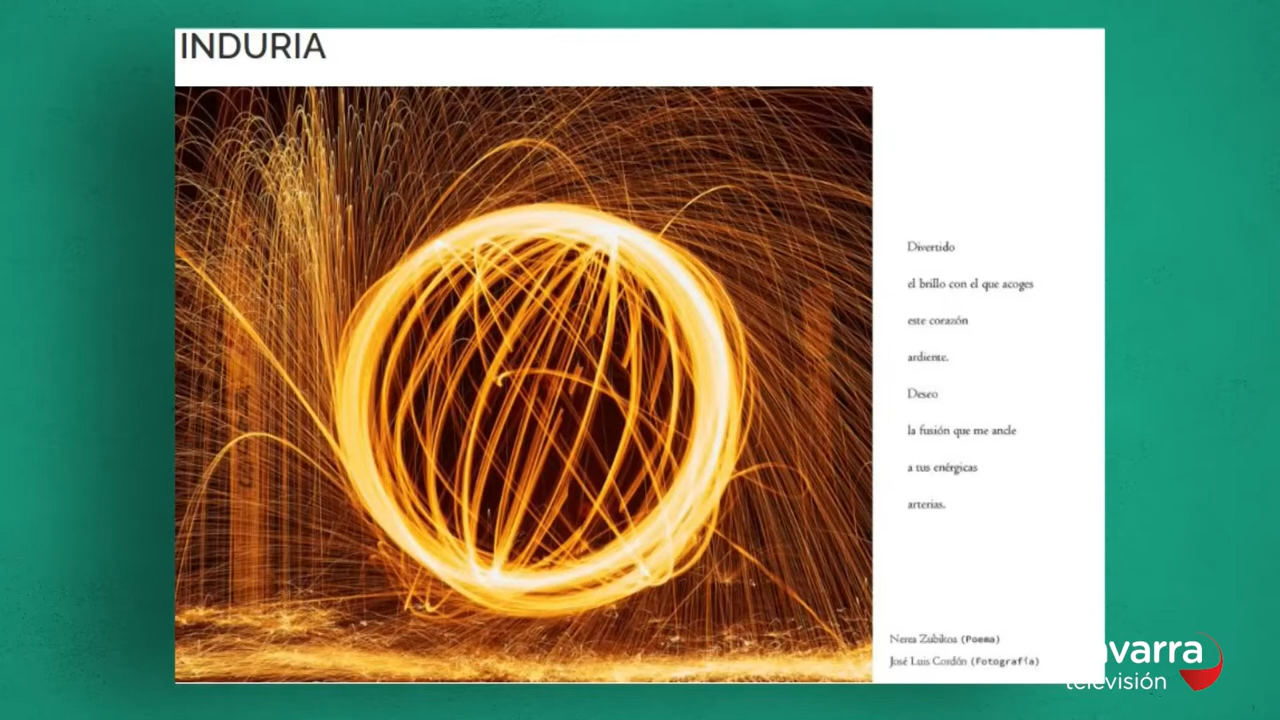 INDURIA
Divertido
el brillo con el que acoges
este corazón
ardiente.
Deseo
la fusión que me ancle
a tus enérgicas
arterias.
Nerea Zubikoa (Poema)
José Luis Cordón (Fotografía)
avarra
televisión